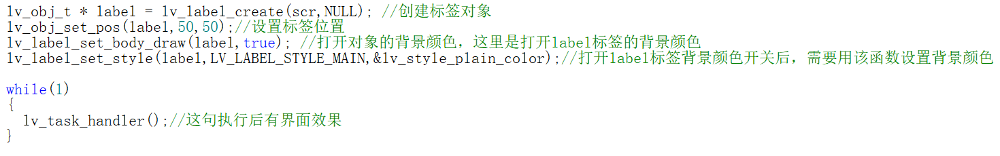 lv_obj_t * label = lv_label_create(scr,NULL); //创建标签对象
lv_obj_set_pos(label,50,50);//设置标签位置
lv_label_set_body_draw(label,true); //打开对象的背景颜色，这里是打开label标签的背景颜色
lv_label_set_style(label,LV_LABEL_STYLE_MAIN,&lv_style_plain_color);//打开label标签背景颜色开关后，需要用该函数设置背景颜色
while(1)
{
lv_task_handler();//这句执行后有界面效果
}